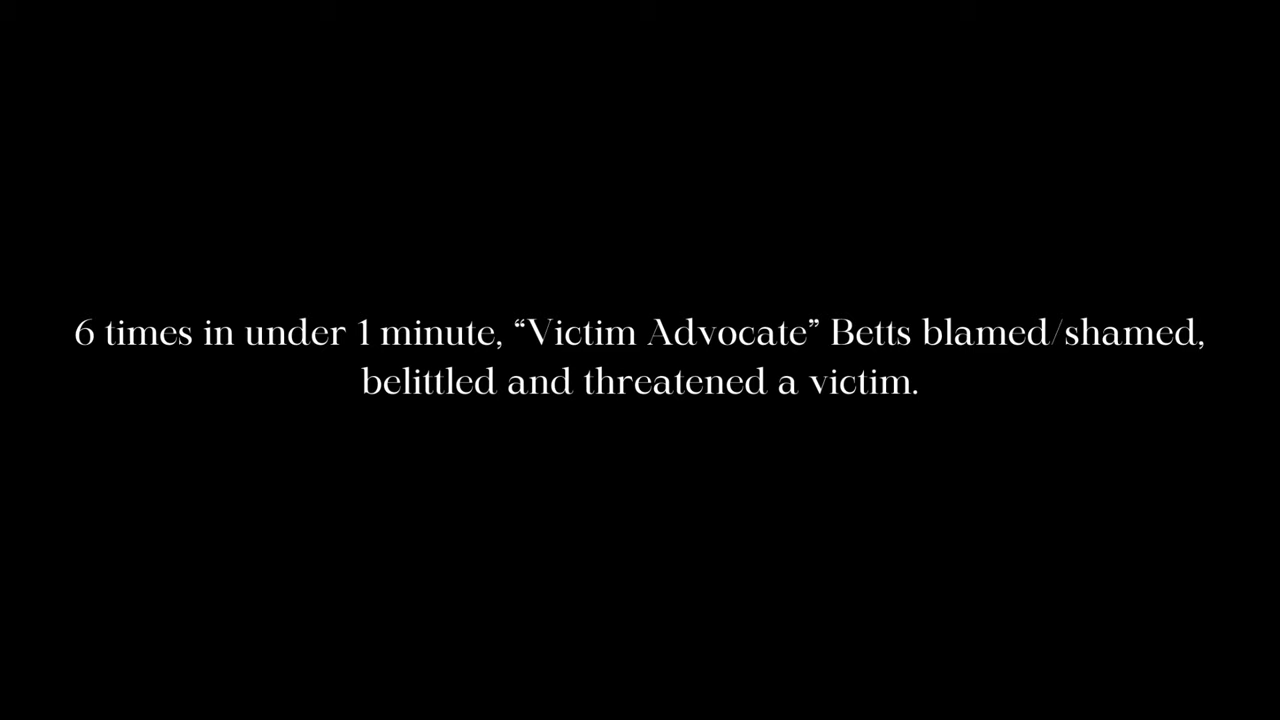 6 times in under 1 minute, “Victim Advocate” Betts blamed/shamed,
belittled and threatened a victim.